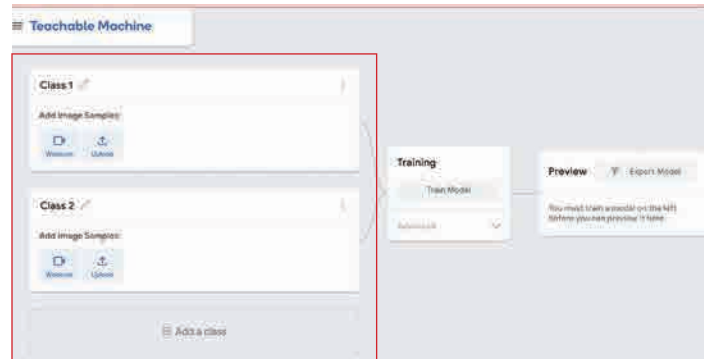 Teachable Machine
Class 1
Add Image Samples:
Webcam Upload
Class 2
Add Image Samples:
Webcam Upload
Add a class
Training
Train Model
Advanced
Preview
Export Model
You must train a model on the left
before you can preview it here.